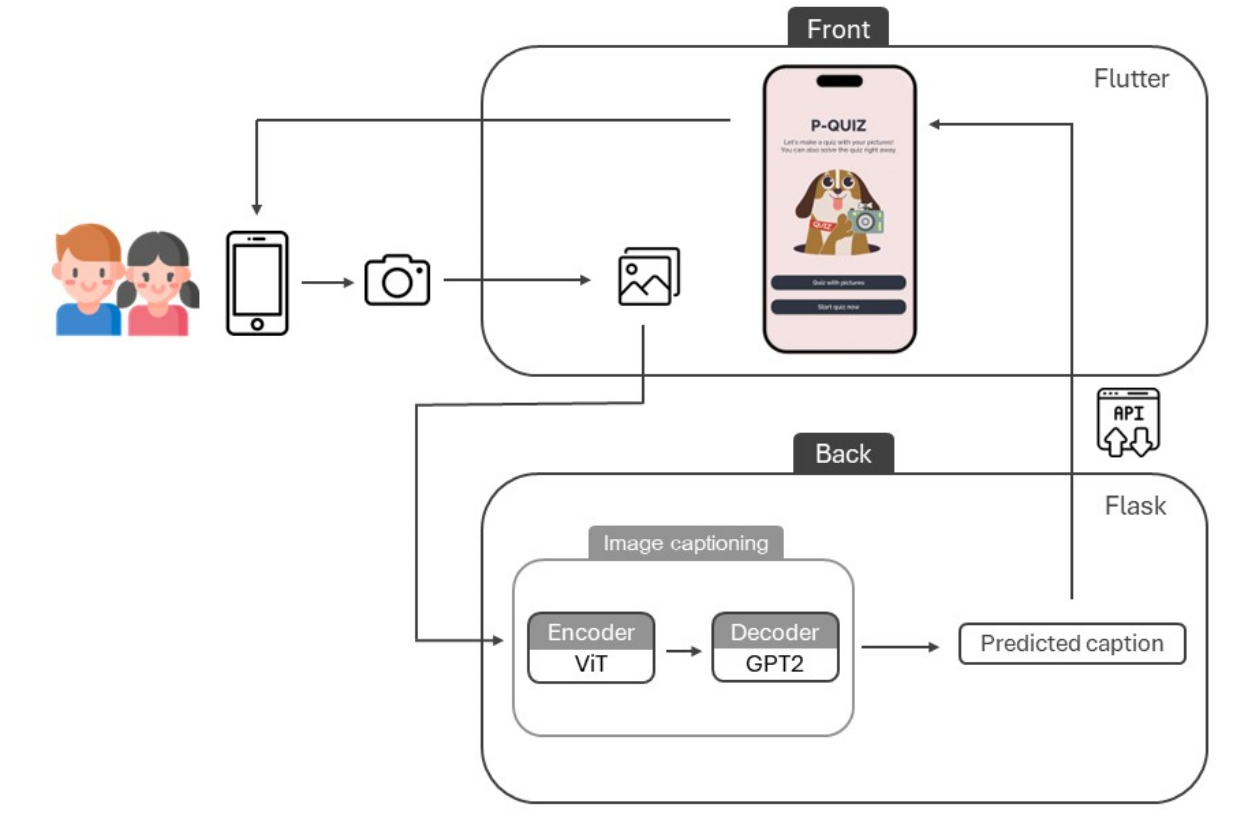 Front
Flutter
P-QUIZ
Let's make a quiz with your pictures!
You can also solve the quiz right away
QUIZ
Quiz with pictures
Start quiz now
API
Back
Flask
Image captioning
Encoder
ViT
Decoder
GPT2
Predicted caption